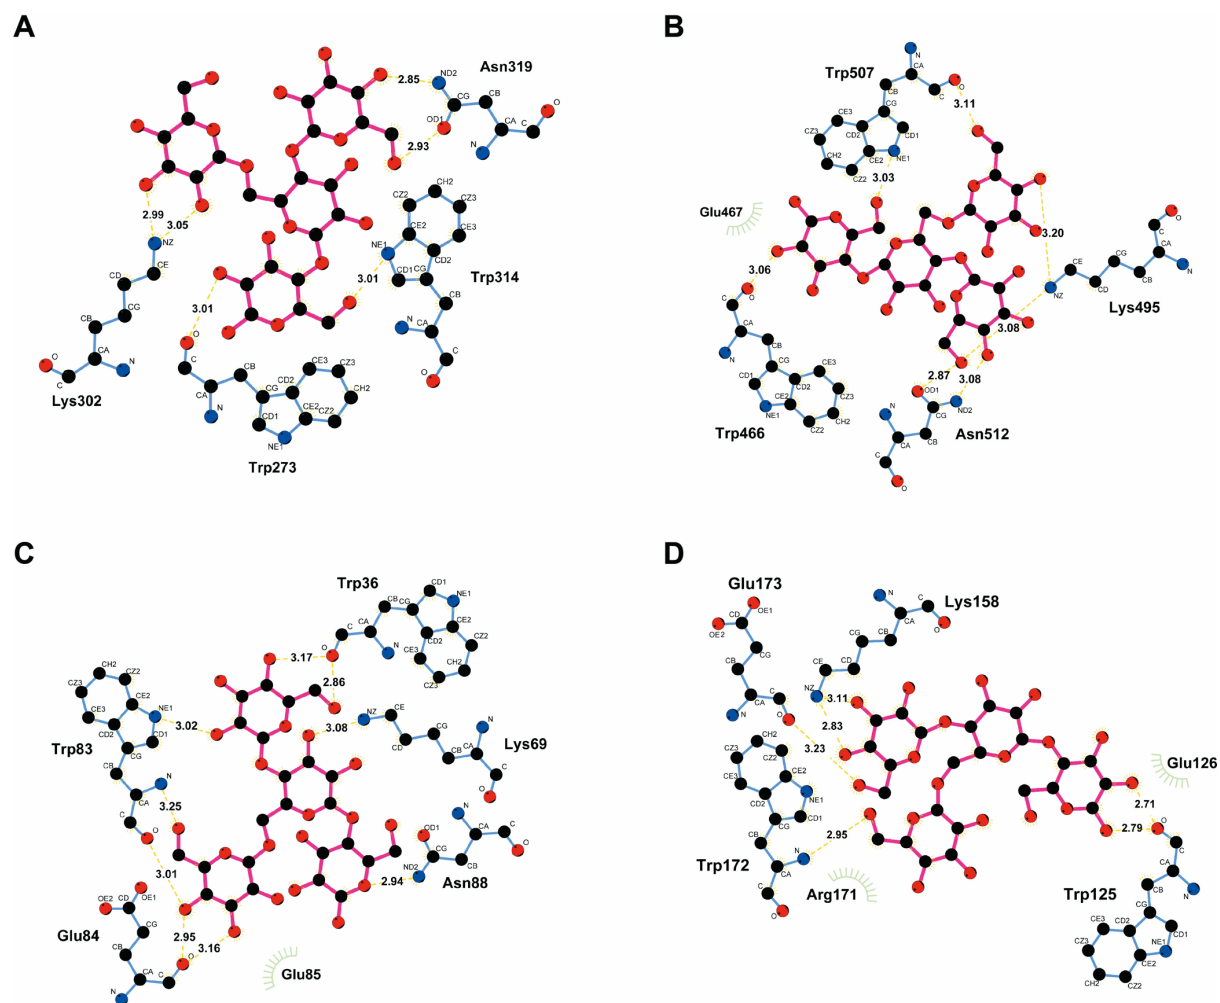 A
Asn319
2.85
ND2
CG
CB
O
OD1
CA
C
N
2.93
2.99
3.05
NZ
CE
CD
CG
CB
CA
N
O
C
Lys302
CH2
CZ2
CZ3
CE2
CE3
NE1
CD2
CD1
CG
Trp314
3.01
CB
CA
N
C
O
3.01
O
C
CB
CA
N
CE3
CZ3
CD2
CH2
CG
CE2
CZ2
CD1
NE1
Trp273
B
Trp507
N
CA
O
C
CB
CG
3.11
CE3
CD1
CZ3
CD2
CH2
CE2
NE1
CZ2
3.03
Glu467
3.06
O
C
CA
N
CB
CG
CE3
CD1
CD2
CZ3
NE1
CE2
CH2
CZ2
Trp466
3.20
O
C
CA
N
CG
CE
CB
CD
NZ
Lys495
3.08
2.87
3.08
OD1
ND2
CG
N
CB
CA
C
O
Asn512
C
Trp36
CD1
NE1
CB
CG
CA
CE2
C
CD2
CZ2
O
N
CE3
CH2
CZ3
3.17
2.86
CH2
CZ2
CZ3
CE2
CE3
NE1
CD2
CD1
CG
3.02
Trp83
CB
N
CA
C
O
3.25
3.08
NZ
CE
CG
CD
N
CB
CA
C
O
Lys69
3.01
N
OD1
CA
C
CG
O
CB
ND2
Asn88
2.94
OE1
CD
OE2
CG
Glu84
CB
CA
C
O
N
2.95
3.16
Glu85
D
Glu173
OE1
CD
OE2
CG
CB
C
CA
N
O
Lys158
N
C
CA
O
CB
CG
CD
CE
NZ
3.11
2.83
3.23
CH2
CZ3
CZ2
CE2
CE3
NE1
CD2
CD1
CG
CB
N
CA
C
O
Trp172
2.95
Arg171
Glu126
2.71
2.79
O
C
CA
CB
N
Trp125
CG
CE3
CD2
CD1
CZ3
NE1
CE2
CH2
CZ2